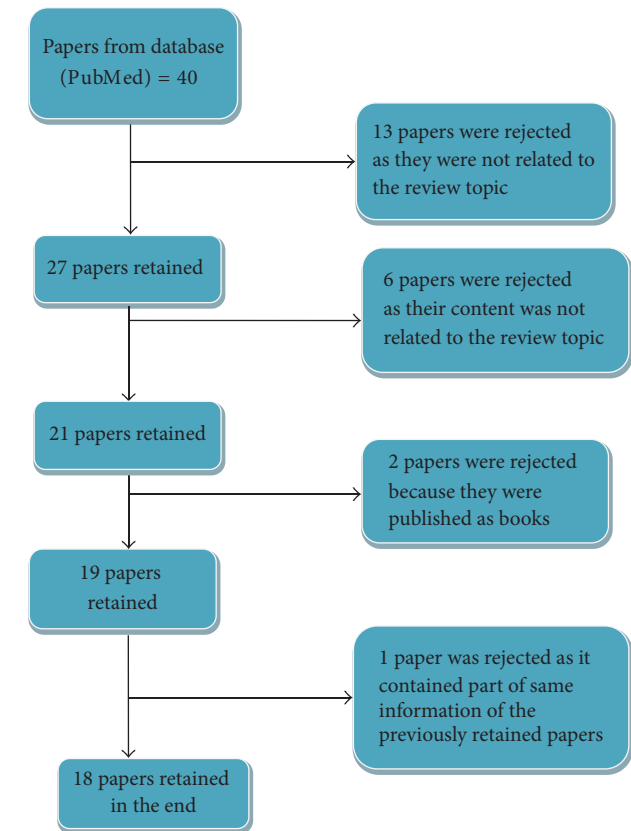 Papers from database
(PubMed) = 40
13 papers were rejected
as they were not related to
the review topic
27 papers retained
6 papers were rejected
as their content was not
related to the review topic
21 papers retained
2 papers were rejected
because they were
published as books
19 papers
retained
1 paper was rejected as it
contained part of same
information of the
previously retained papers
18 papers retained
in the end